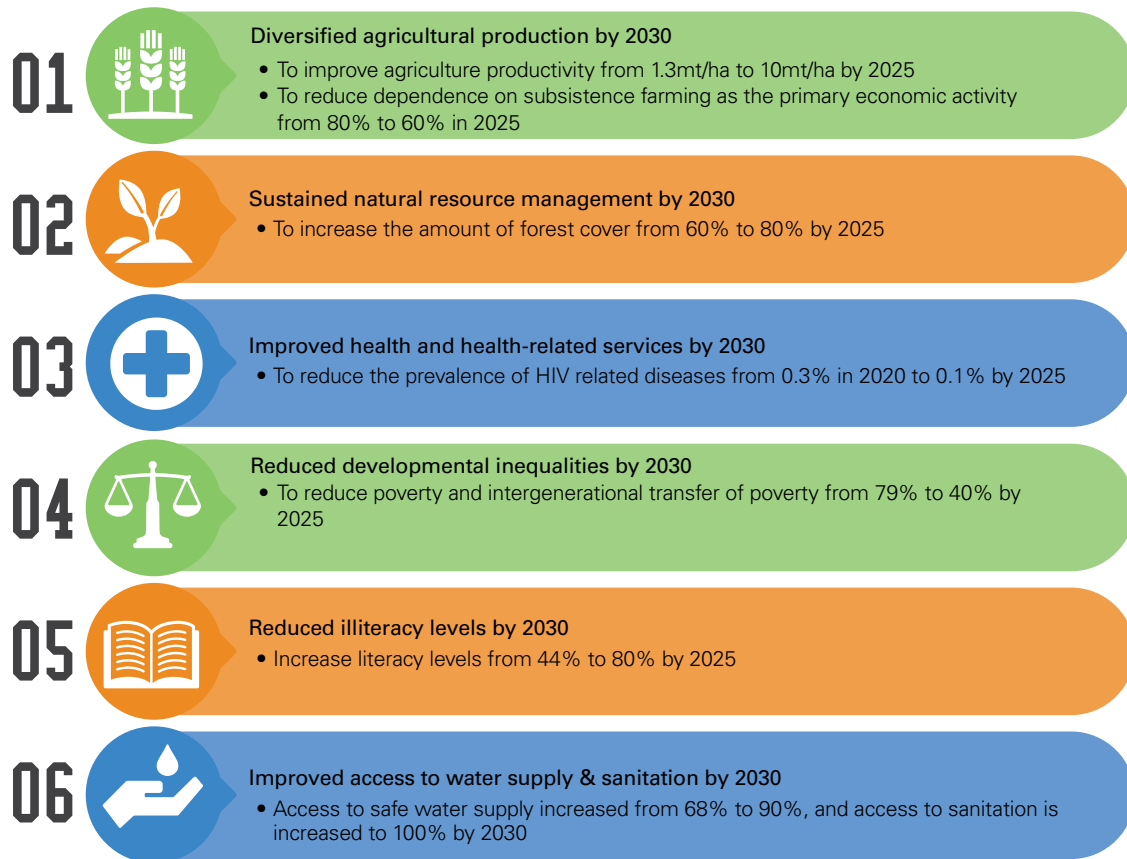 01
Diversified agricultural production by 2030
• To improve agriculture productivity from 1.3mt/ha to 10mt/ha by 2025
• To reduce dependence on subsistence farming as the primary economic activity
from 80% to 60% in 2025
02
Sustained natural resource management by 2030
• To increase the amount of forest cover from 60% to 80% by 2025
03
Improved health and health-related services by 2030
• To reduce the prevalence of HIV related diseases from 0.3% in 2020 to 0.1% by 2025
04
Reduced developmental inequalities by 2030
• To reduce poverty and intergenerational transfer of poverty from 79% to 40% by
2025
05
Reduced illiteracy levels by 2030
• Increase literacy levels from 44% to 80% by 2025
06
Improved access to water supply & sanitation by 2030
• Access to safe water supply increased from 68% to 90%, and access to sanitation is
increased to 100% by 2030